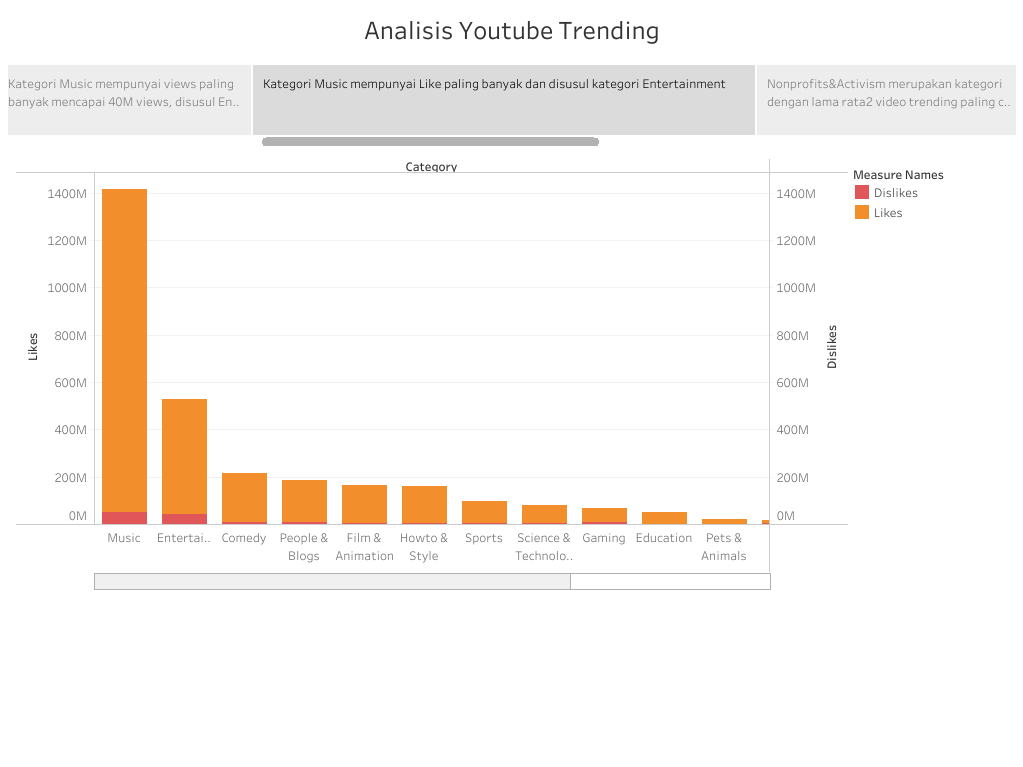 Analisis Youtube Trending
Kategori Music mempunyai views paling
banyak mencapai 40M views, disusul En..
Kategori Music mempunyai Like paling banyak dan disusul kategori Entertainment
Nonprofits&Activism merupakan kategori
dengan lama rata2 video trending paling c..
Category
Measure Names
Dislikes
Likes
1400M
1200M
1000M
800M
600M
400M
200M
0M
Likes
1400M
1200M
1000M
800M
600M
400M
200M
0M
Dislikes
Music
Entertai..
Comedy
People &
Blogs
Film &
Animation
Howto &
Style
Sports
Science &
Technolo..
Gaming
Education
Pets &
Animals